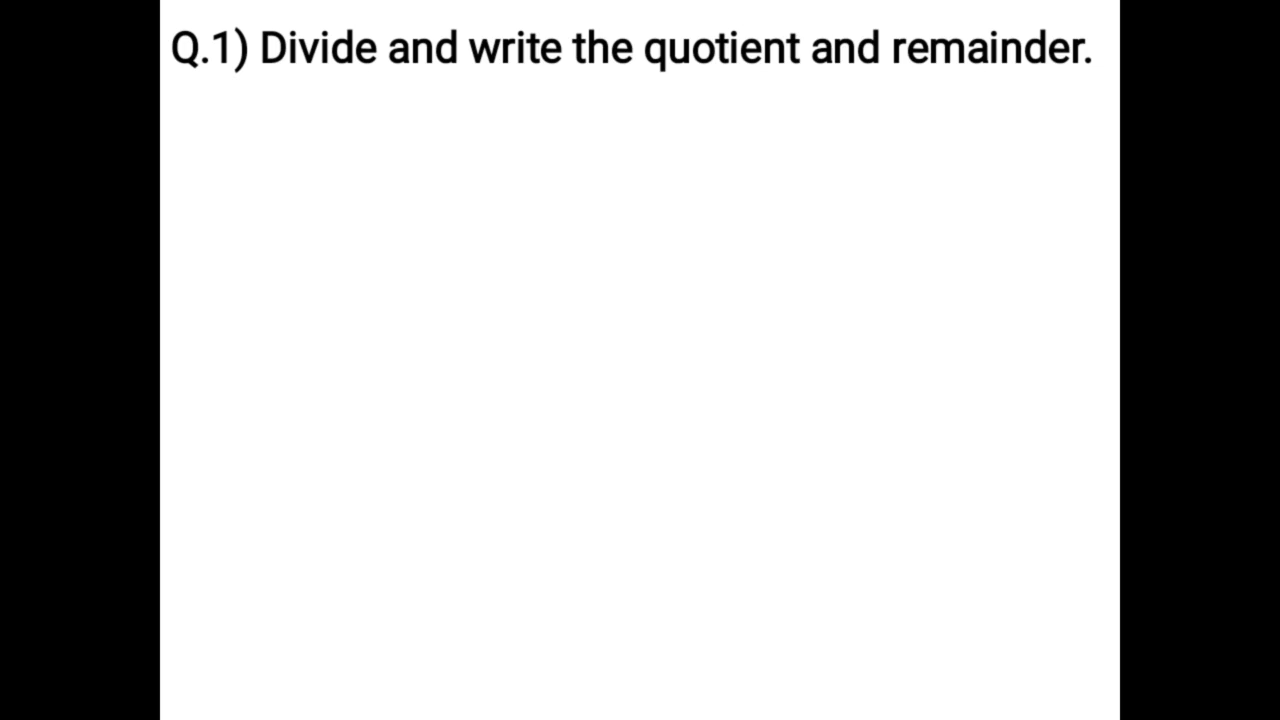 Q.1) Divide and write the quotient and remainder.